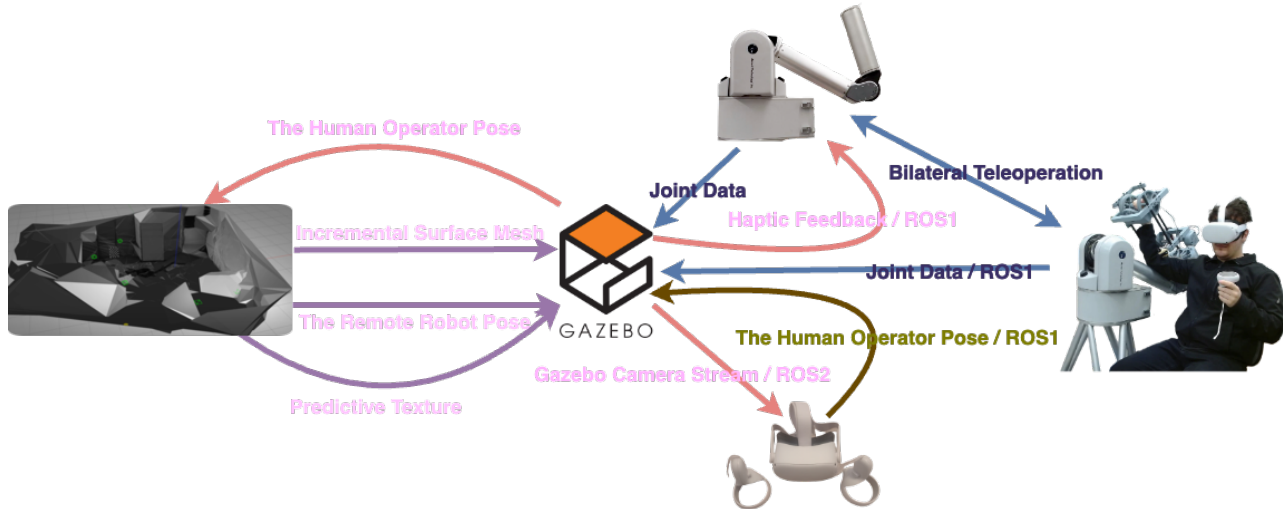 The Human Operator Pose
Bilateral Teleoperation
Joint Data
Haptic Feedback / ROS1
Incremental Surface Mesh
Joint Data / ROS1
The Remote Robot Pose
GAZEBO
The Human Operator Pose / ROS1
Gazebo Camera Stream / ROS2
Predictive Texture